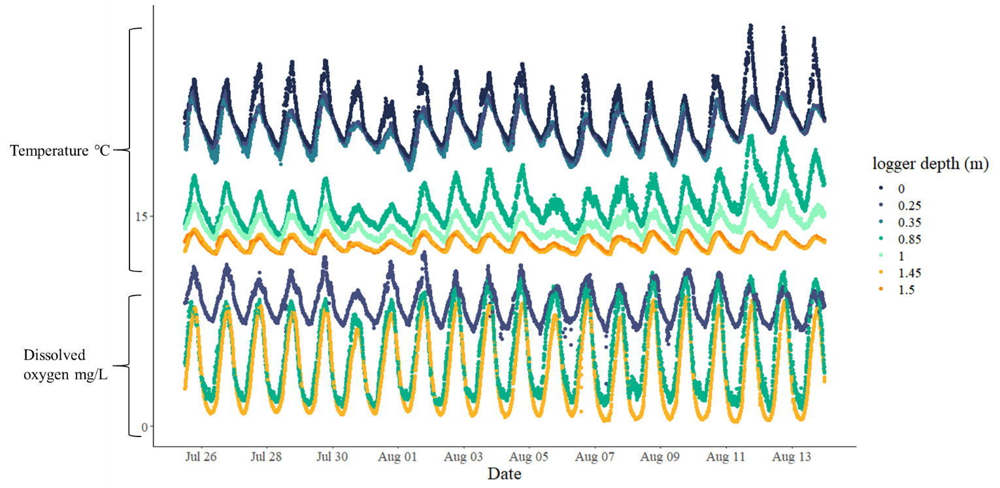 Temperature °C
15
Dissolved
oxygen mg/L
0
Jul 26 Jul 28 Jul 30 Aug 01 Aug 03 Aug 05 Aug 07 Aug 09 Aug 11 Aug 13
Date
logger depth (m)
0
0.25
0.35
0.85
1
1.45
1.5